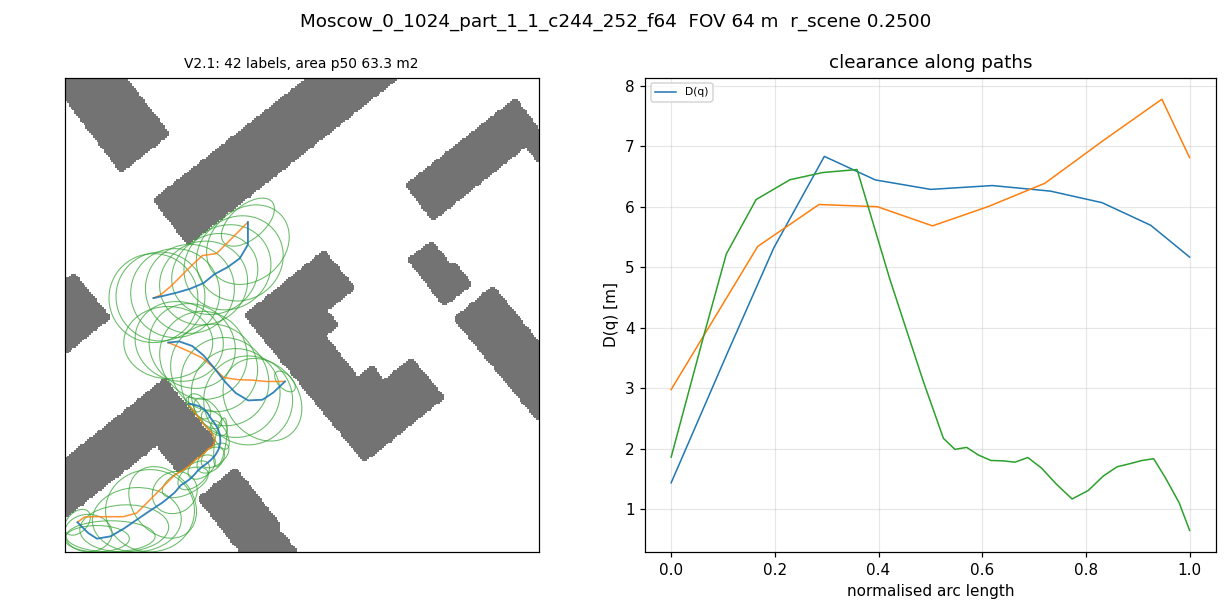 Moscow_0_1024_part_1_1_c244_252_f64  FOV 64 m  r_scene 0.2500
V2.1: 42 labels, area p50 63.3 m2
clearance along paths
D(q)
8
7
6
5
4
3
2
1
D(q) [m]
0.0 0.2 0.4 0.6 0.8 1.0
normalised arc length